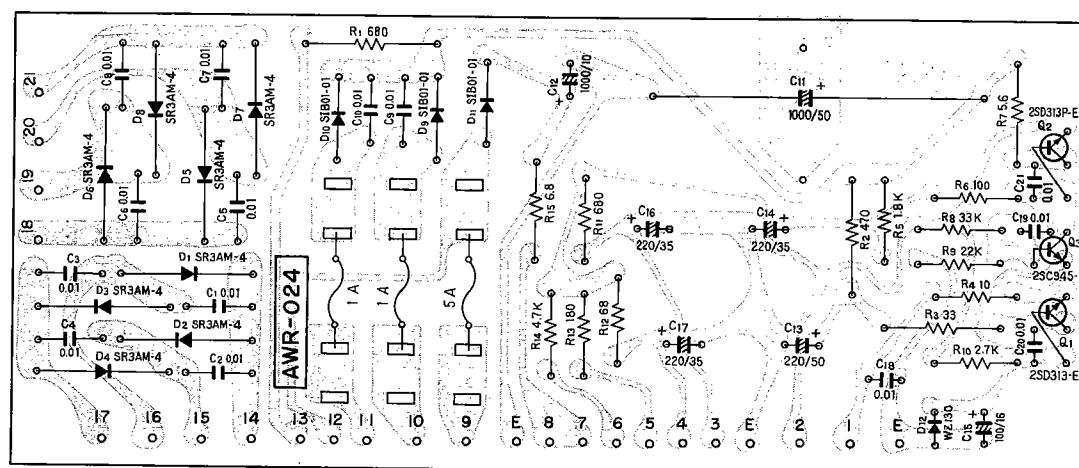 R1 680
C8 0.01
D8 SR3AM-4
C7 0.01
D7 SR3AM-4
D10 SIB01-01
C10 0.01
C9 0.01
D9 SIB01-01
D11 SIB01-01
C12 1000/10
+
C11
+
1000/50
R7 5.6
2SD313P-E
Q2
21
20
19
18
D6 SR3AM-4
C6 0.01
D5 SR3AM-4
C5 0.01
R15 6.8
R11 680
C16
+
220/35
C14
+
220/35
R2 470
R5 1.8K
R6 100
C21 0.01
R8 33K
C19 0.01
R9 22K
Q3
2SC945-
C3
0.01
D1 SR3AM-4
D3 SR3AM-4
C1 0.01
C4
0.01
D2 SR3AM-4
D4 SR3AM-4
C2 0.01
AWR-024
1A
1A
5A
R14 4.7K
R13 180
R12 68
C17
+
220/35
C13
+
220/50
R4 10
R3 33
R10 2.7K
C20 0.01
Q1
2SD313-E
C18
0.01
D12 WZ130
C15 100/16
+
17 16 15 14 13 12 11 10 9 E 8 7 6 5 4 3 E 2 1 E